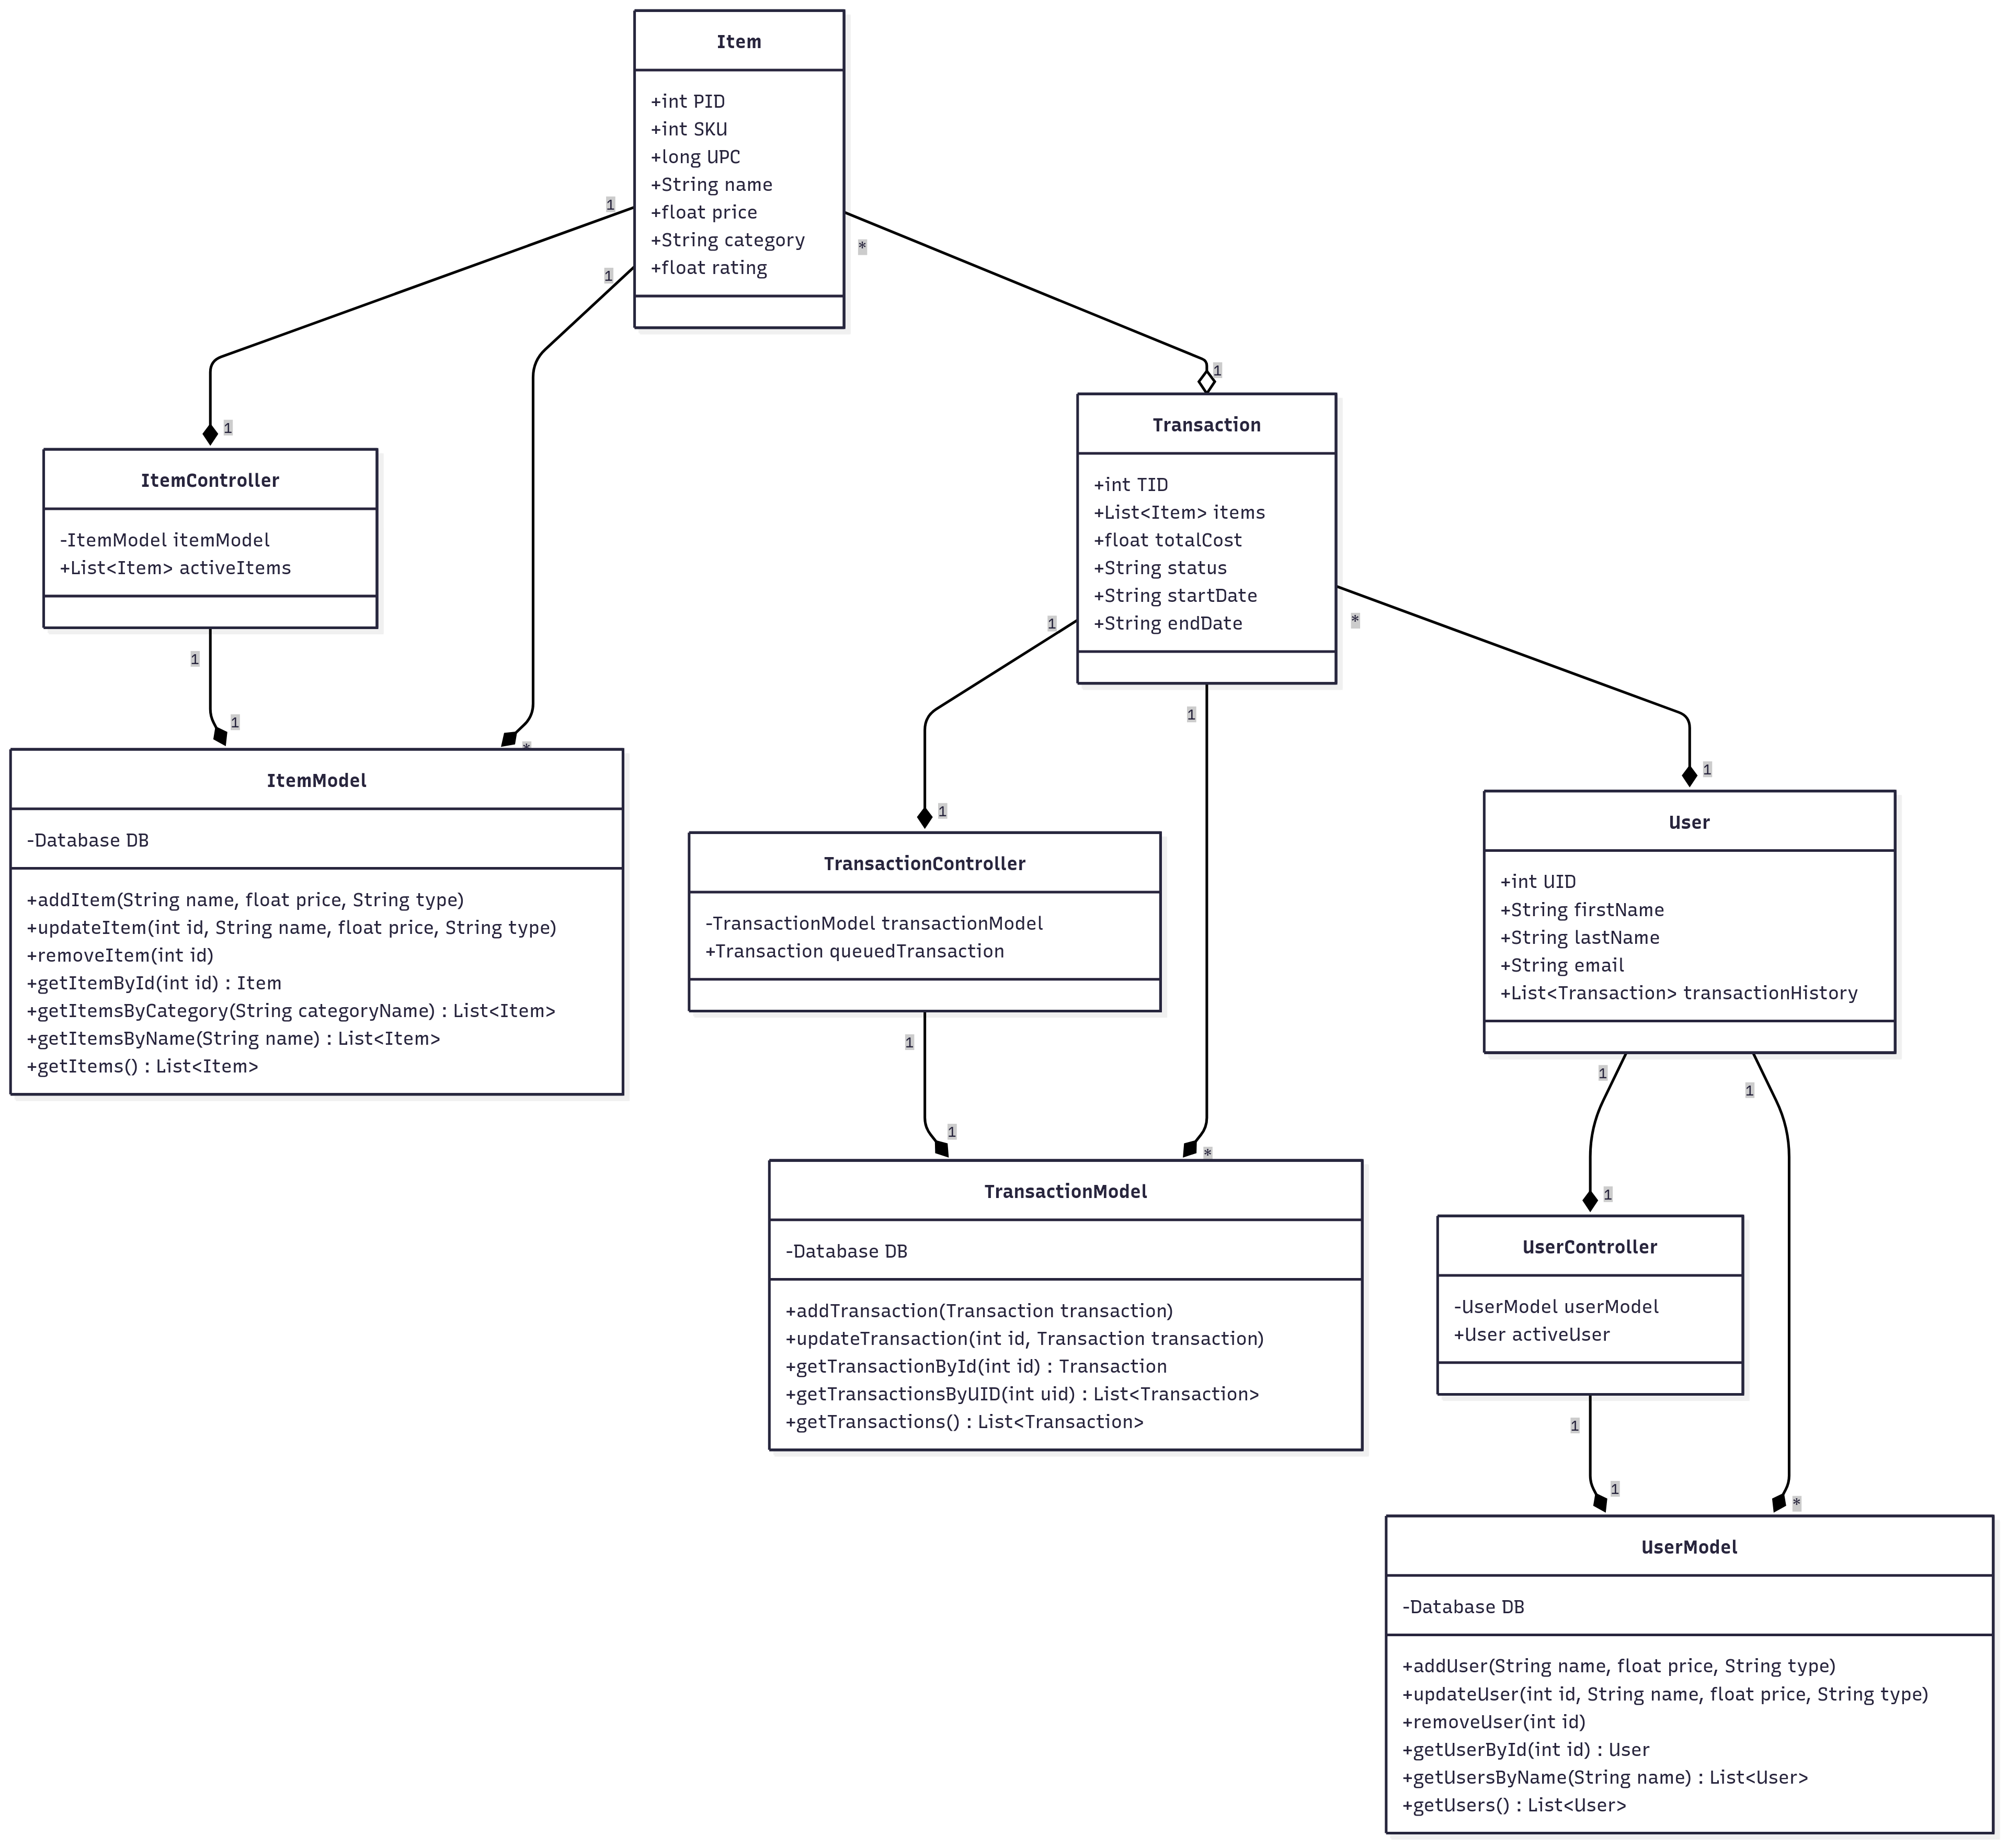 Item
+int PID
+int SKU
+long UPC
+String name
+float price
+String category
+float rating
1
1
*
1
1
ItemController
-ItemModel itemModel
+List<Item> activeItems
1
1
*
ItemModel
-Database DB
+addItem(String name, float price, String type)
+updateItem(int id, String name, float price, String type)
+removeItem(int id)
+getItemById(int id) : Item
+getItemsByCategory(String categoryName) : List<Item>
+getItemsByName(String name) : List<Item>
+getItems() : List<Item>
Transaction
+int TID
+List<Item> items
+float totalCost
+String status
+String startDate
+String endDate
1
1
*
1
1
TransactionController
-TransactionModel transactionModel
+Transaction queuedTransaction
1
1
*
TransactionModel
-Database DB
+addTransaction(Transaction transaction)
+updateTransaction(int id, Transaction transaction)
+getTransactionById(int id) : Transaction
+getTransactionsByUID(int uid) : List<Transaction>
+getTransactions() : List<Transaction>
User
+int UID
+String firstName
+String lastName
+String email
+List<Transaction> transactionHistory
1
1
1
UserController
-UserModel userModel
+User activeUser
1
1
*
UserModel
-Database DB
+addUser(String name, float price, String type)
+updateUser(int id, String name, float price, String type)
+removeUser(int id)
+getUserById(int id) : User
+getUsersByName(String name) : List<User>
+getUsers() : List<User>